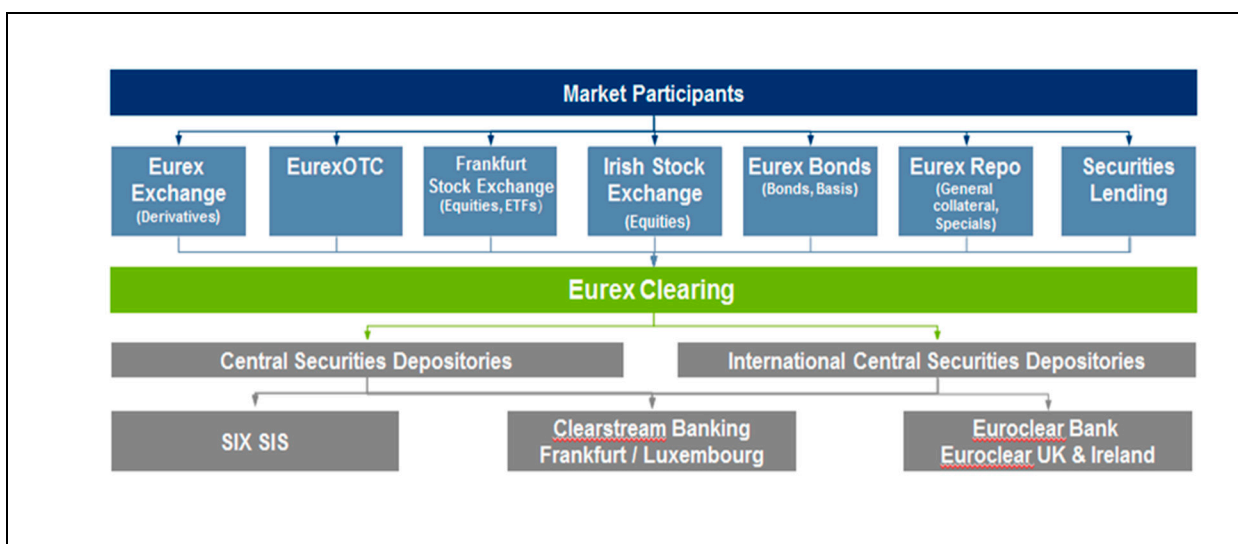 Market Participants
Eurex
Exchange
(Derivatives)
EurexOTC
Frankfurt
Stock Exchange
(Equities, ETFs)
Irish Stock
Exchange
(Equities)
Eurex Bonds
(Bonds, Basis)
Eurex Repo
(General
collateral,
Specials)
Securities
Lending
Eurex Clearing
Central Securities Depositories
International Central Securities Depositories
SIX SIS
Clearstream Banking
Frankfurt / Luxembourg
Euroclear Bank
Euroclear UK & Ireland